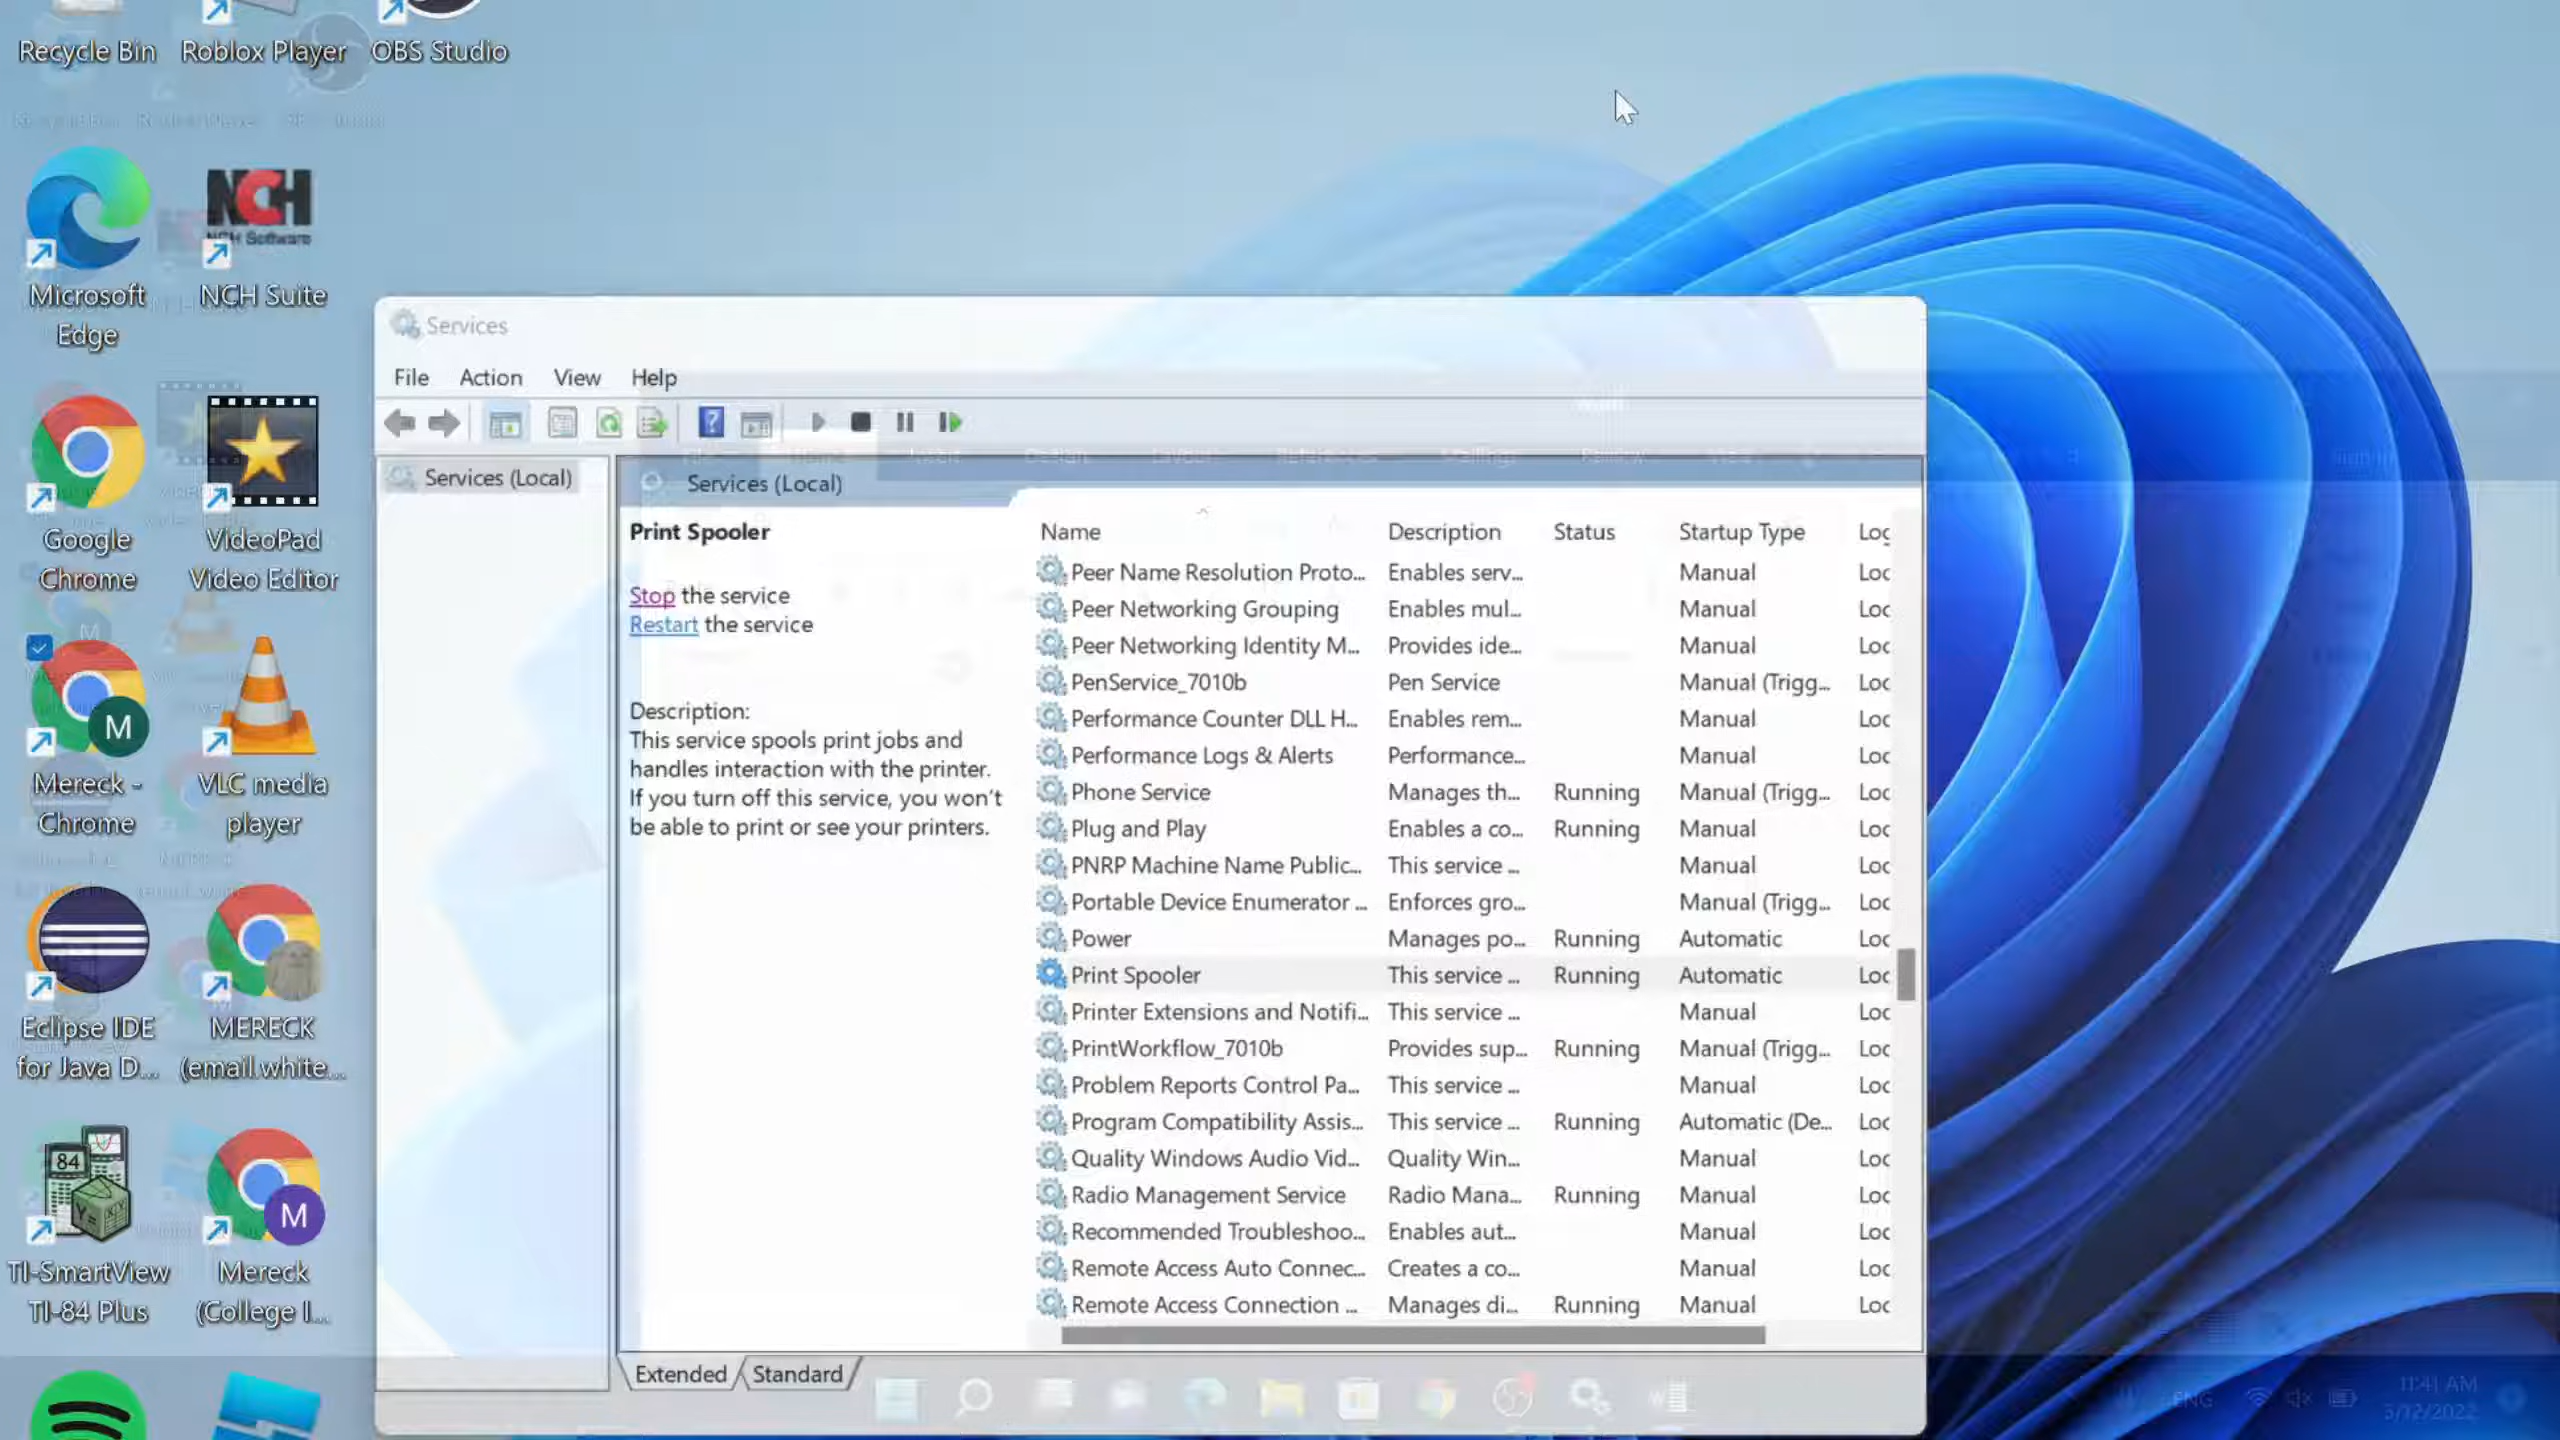 Recycle Bin
Roblox Player
OBS Studio
NCH
NCH Software
Microsoft
Edge
NCH Suite
Google
Chrome
VideoPad
Video Editor
M
Mereck -
Chrome
VLC media
player
Eclipse IDE
for Java D...
MERECK
(email.white...
84
Y=
M
TI-SmartView
TI-84 Plus
Mereck
(College I...
Services
File Action View Help
Services (Local)
Services (Local)
Print Spooler
Stop the service
Restart the service
Description:
This service spools print jobs and
handles interaction with the printer.
If you turn off this service, you won't
be able to print or see your printers.
Name Description Status Startup Type Log
Peer Name Resolution Proto... Enables serv... Manual Loc
Peer Networking Grouping Enables mul... Manual Loc
Peer Networking Identity M... Provides ide... Manual Loc
PenService_7010b Pen Service Manual (Trigg... Loc
Performance Counter DLL H... Enables rem... Manual Loc
Performance Logs & Alerts Performance... Manual Loc
Phone Service Manages th... Running Manual (Trigg... Loc
Plug and Play Enables a co... Running Manual Loc
PNRP Machine Name Public... This service ... Manual Loc
Portable Device Enumerator ... Enforces gro... Manual (Trigg... Loc
Power Manages po... Running Automatic Loc
Print Spooler This service ... Running Automatic Loc
Printer Extensions and Notifi... This service ... Manual Loc
PrintWorkflow_7010b Provides sup... Running Manual (Trigg... Loc
Problem Reports Control Pa... This service ... Manual Loc
Program Compatibility Assis... This service ... Running Automatic (De... Loc
Quality Windows Audio Vid... Quality Win... Manual Loc
Radio Management Service Radio Mana... Running Manual Loc
Recommended Troubleshoo... Enables aut... Manual Loc
Remote Access Auto Connec... Creates a co... Manual Loc
Remote Access Connection ... Manages di... Running Manual Loc
Extended Standard
ENG
11:41 AM
5/12/2022